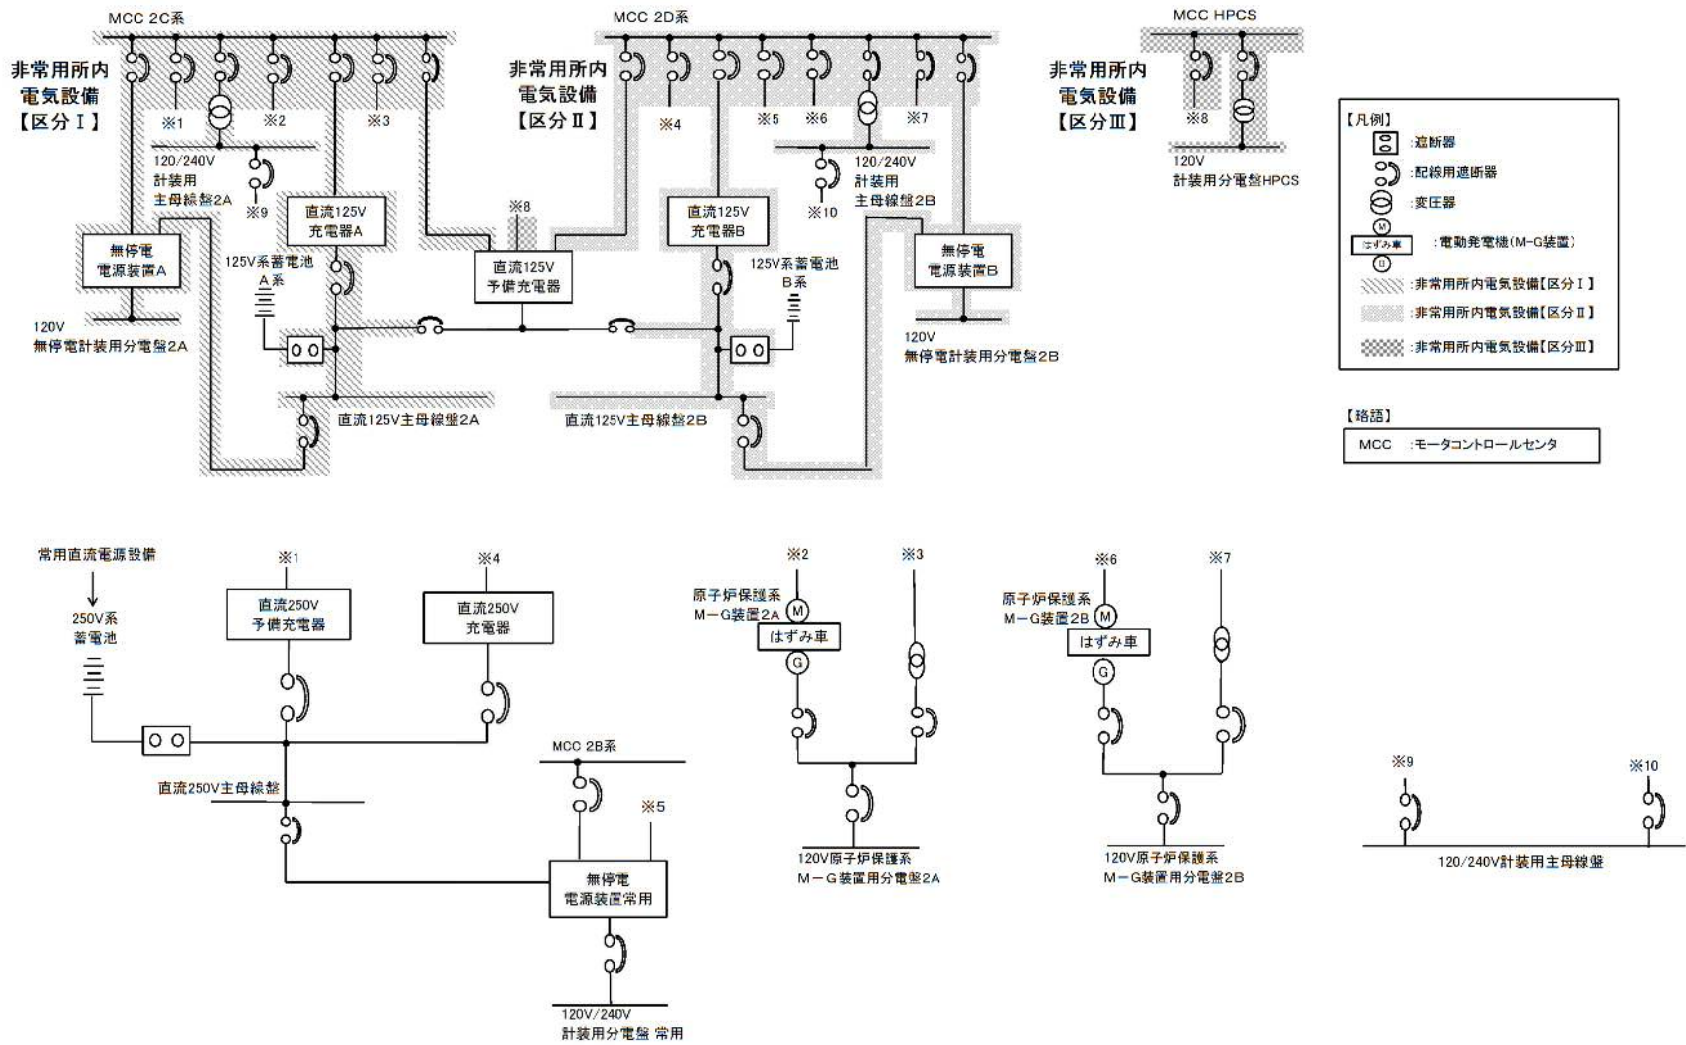 MCC 2C系
MCC 2D系
MCC HPCS
非常用所内
電気設備
【区分Ⅰ】
非常用所内
電気設備
【区分Ⅱ】
非常用所内
電気設備
【区分Ⅲ】
※1
※2
※3
※4
※5
※6
※7
※8
120/240V
計装用
主母線盤2A
※9
120/240V
計装用
主母線盤2B
※10
120V
計装用分電盤HPCS
無停電
電源装置A
直流125V
充電器A
125V系蓄電池
A系
※8
直流125V
予備充電器
直流125V
充電器B
125V系蓄電池
B系
無停電
電源装置B
120V
無停電計装用分電盤2A
120V
無停電計装用分電盤2B
直流125V主母線盤2A
直流125V主母線盤2B
【凡例】
:遮断器
:配線用遮断器
:変圧器
M
はずみ車
:電動発電機(M-G装置)
:非常用所内電気設備【区分Ⅰ】
:非常用所内電気設備【区分Ⅱ】
:非常用所内電気設備【区分Ⅲ】
【略語】
MCC :モータコントロールセンタ
常用直流電源設備
250V系
蓄電池
※1
直流250V
予備充電器
※4
直流250V
充電器
直流250V主母線盤
MCC 2B系
※5
無停電
電源装置常用
120V/240V
計装用分電盤 常用
※2
※3
原子炉保護系
M-G装置2A
M
はずみ車
G
120V原子炉保護系
M-G装置用分電盤2A
※6
※7
原子炉保護系
M-G装置2B
M
はずみ車
G
120V原子炉保護系
M-G装置用分電盤2B
※9
※10
120/240V計装用主母線盤